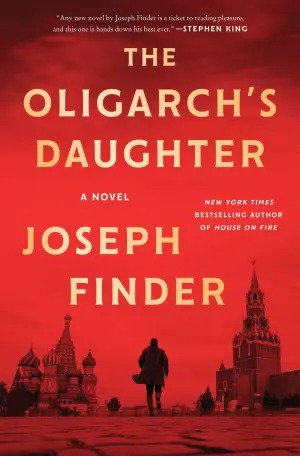 “Any new novel by Joseph Finder is a ticket to reading pleasure,
and this one is hands down his best ever.” —STEPHEN KING
THE
OLIGARCH’S
DAUGHTER
A NOVEL
NEW YORK TIMES
BESTSELLING AUTHOR
OF HOUSE ON FIRE
JOSEPH
FINDER